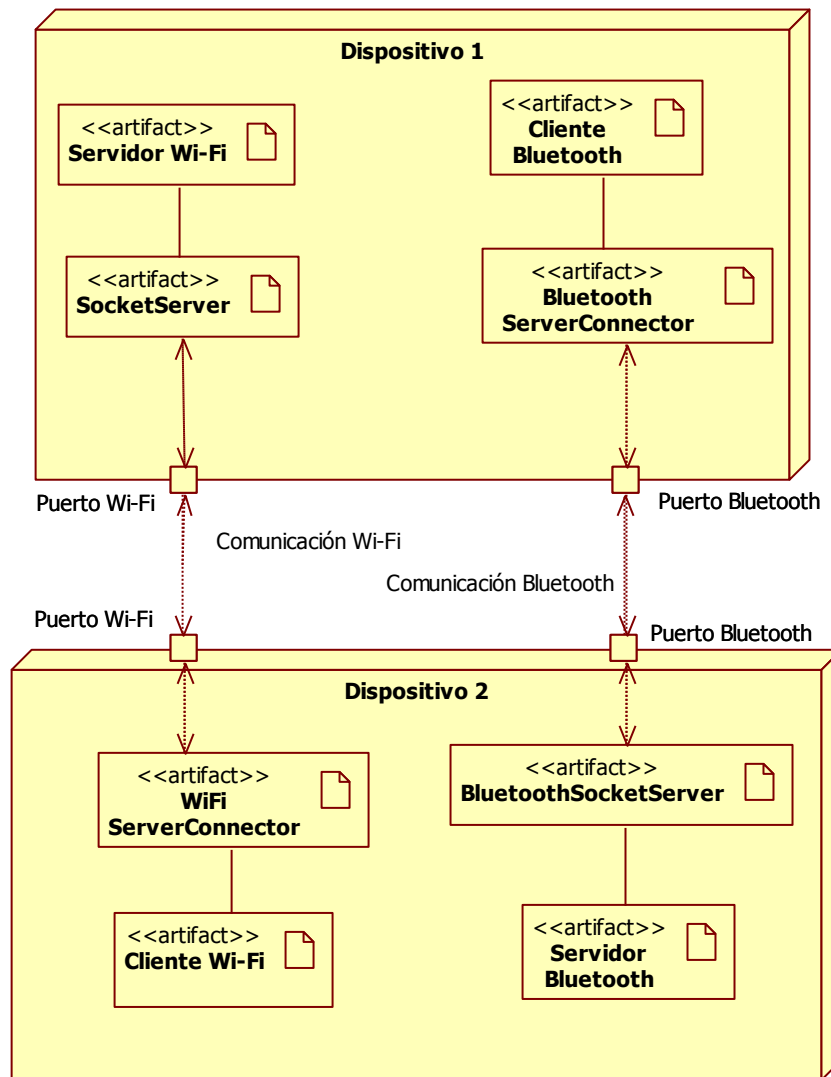 Dispositivo 1
<<artifact>>
Servidor Wi-Fi
<<artifact>>
Cliente
Bluetooth
<<artifact>>
SocketServer
<<artifact>>
Bluetooth
ServerConnector
Puerto Wi-Fi
Puerto Bluetooth
Comunicación Wi-Fi
Comunicación Bluetooth
Puerto Wi-Fi
Puerto Bluetooth
Dispositivo 2
<<artifact>>
WiFi
ServerConnector
<<artifact>>
BluetoothSocketServer
<<artifact>>
Cliente Wi-Fi
<<artifact>>
Servidor
Bluetooth